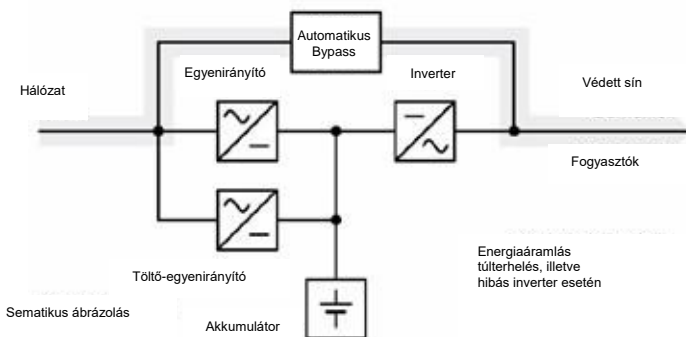 Automatikus
Bypass
Egyenirányító
Inverter
Hálózat
Védett sín
Fogyasztók
Töltő-egyenirányító
Energiaáramlás
túlterhelés, illetve
hibás inverter esetén
Sematikus ábrázolás
Akkumulátor